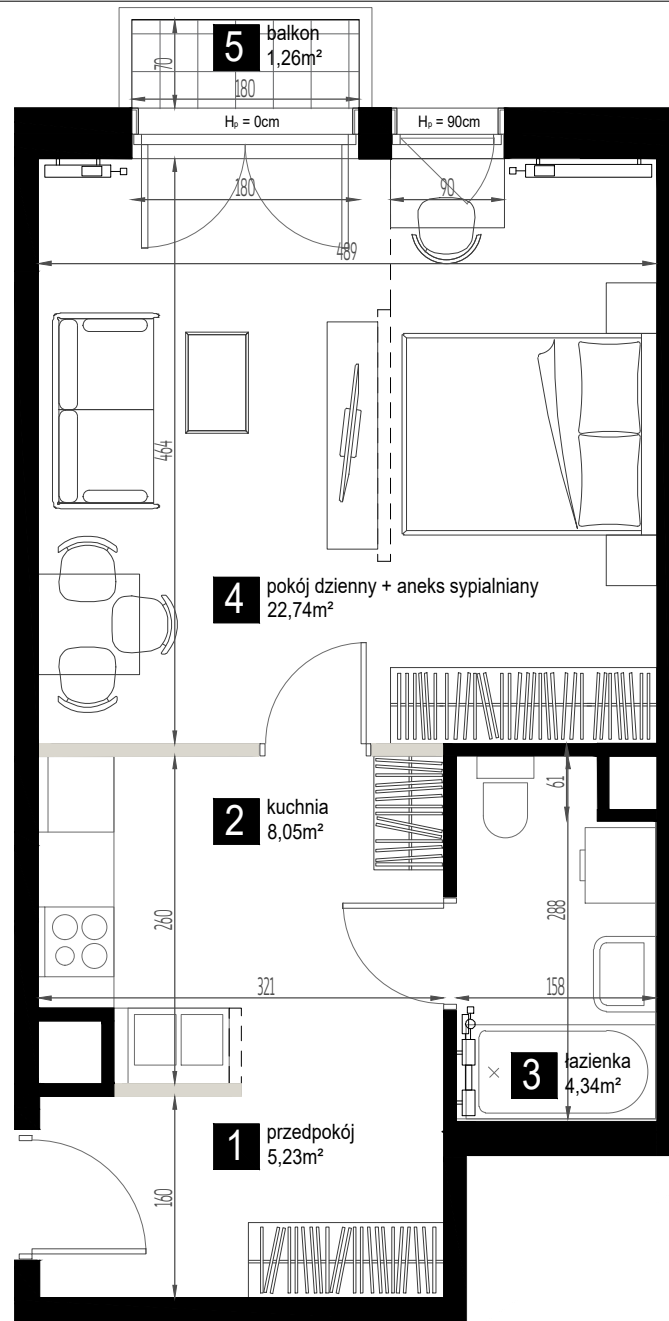 5 balkon
1,26m²
70
180
Hₚ = 0cm
Hₚ = 90cm
180
90
489
464
4 pokój dzienny + aneks sypialniany
22,74m²
2 kuchnia
8,05m²
61
260
288
321
158
3 łazienka
4,34m²
1 przedpokój
5,23m²
160